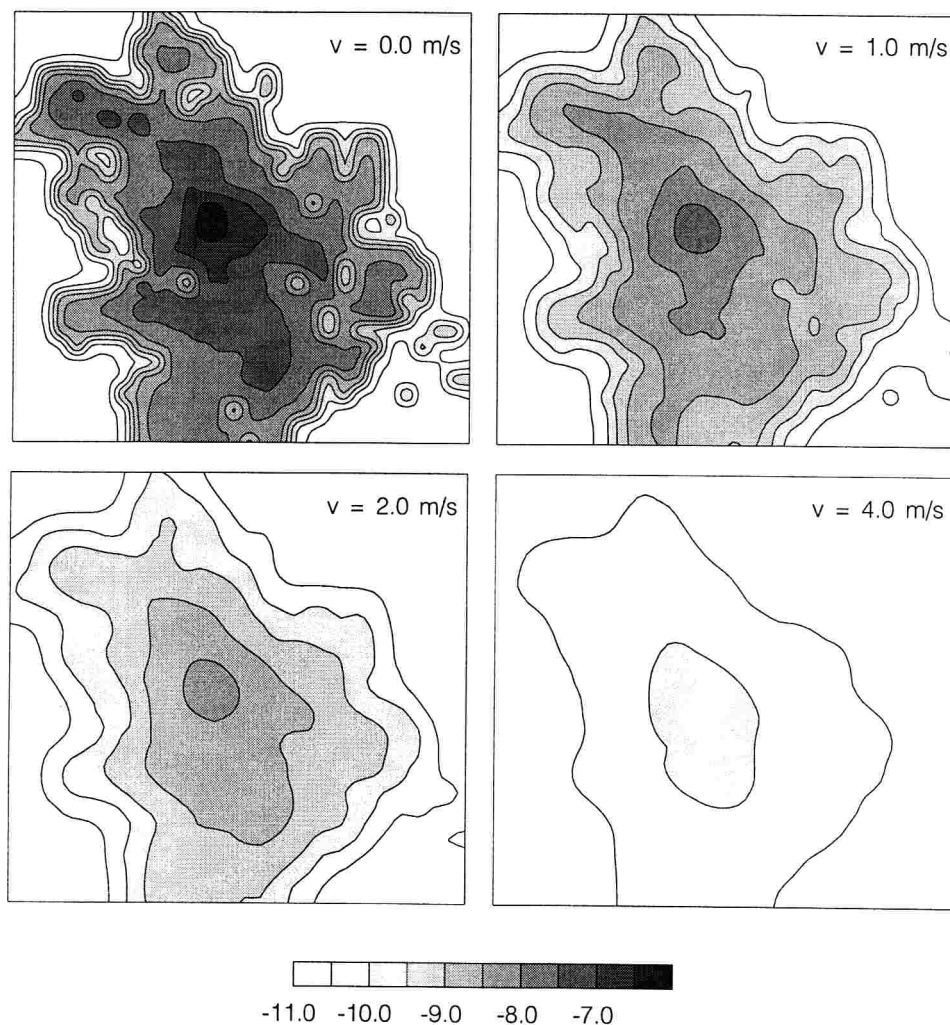 v = 0.0 m/s
v = 1.0 m/s
v = 2.0 m/s
v = 4.0 m/s
-11.0 -10.0 -9.0 -8.0 -7.0